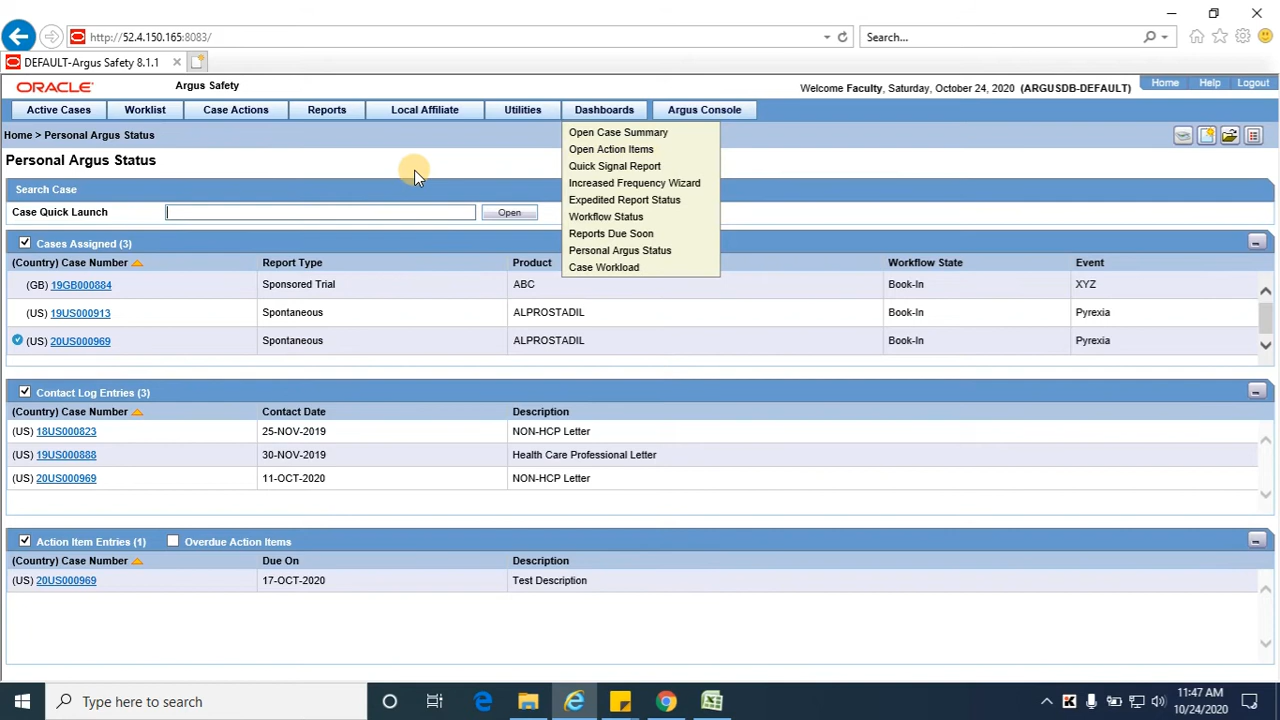 http://52.4.150.165:8083/
Search...
DEFAULT-Argus Safety 8.1.1
ORACLE
Argus Safety
Welcome Faculty, Saturday, October 24, 2020 (ARGUSDB-DEFAULT)
Home Help Logout
Active Cases Worklist Case Actions Reports Local Affiliate Utilities Dashboards Argus Console
Home > Personal Argus Status
Open Case Summary
Open Action Items
Quick Signal Report
Increased Frequency Wizard
Expedited Report Status
Workflow Status
Reports Due Soon
Personal Argus Status
Case Workload
Personal Argus Status
Search Case
Case Quick Launch Open
Cases Assigned (3)
(Country) Case Number Report Type Product Workflow State Event
(GB) 19GB000884 Sponsored Trial ABC Book-In XYZ
(US) 19US000913 Spontaneous ALPROSTADIL Book-In Pyrexia
(US) 20US000969 Spontaneous ALPROSTADIL Book-In Pyrexia
Contact Log Entries (3)
(Country) Case Number Contact Date Description
(US) 18US000823 25-NOV-2019 NON-HCP Letter
(US) 19US000888 30-NOV-2019 Health Care Professional Letter
(US) 20US000969 11-OCT-2020 NON-HCP Letter
Action Item Entries (1) Overdue Action Items
(Country) Case Number Due On Description
(US) 20US000969 17-OCT-2020 Test Description
Type here to search
11:47 AM
10/24/2020